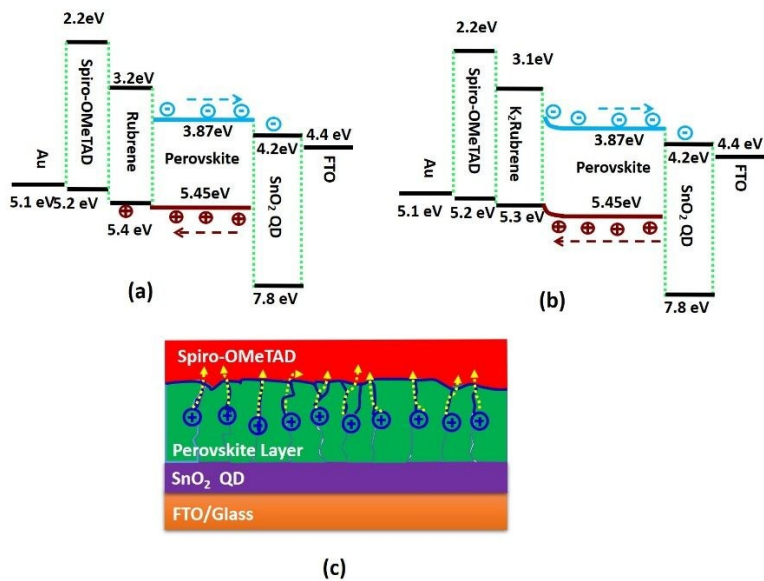 2.2eV
Spiro-OMeTAD
3.2eV
Rubrene
3.87eV
Perovskite
4.2eV
4.4 eV
FTO
Au
5.1 eV
5.2 eV
5.4 eV
5.45eV
SnO2 QD
7.8 eV
(a)
2.2eV
Spiro-OMeTAD
3.1eV
K2Rubrene
3.87eV
Perovskite
4.2eV
4.4 eV
FTO
Au
5.1 eV
5.2 eV
5.3 eV
5.45eV
SnO2 QD
7.8 eV
(b)
Spiro-OMeTAD
Perovskite Layer
SnO2 QD
FTO/Glass
(c)